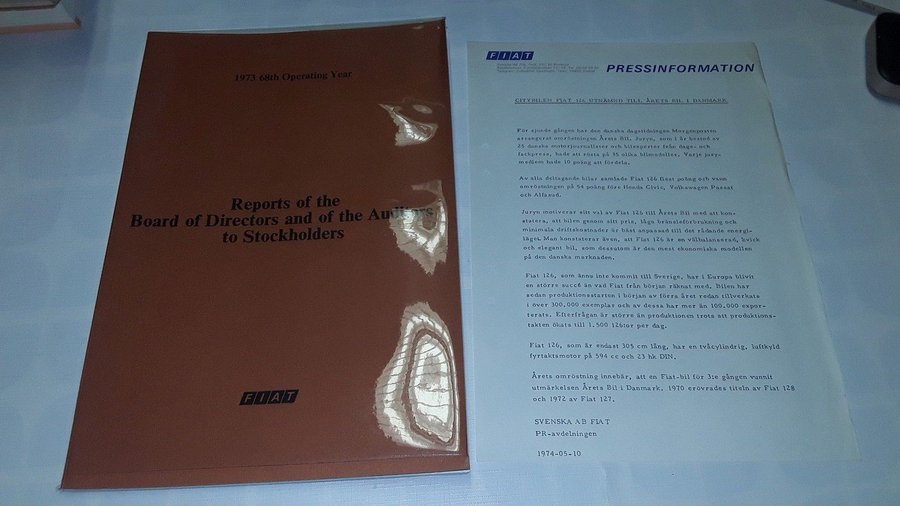 1973 68th Operating Year
Reports of the
Board of Directors and of the Auditors
to Stockholders
FIAT
FIAT
PRESSINFORMATION
CITYBILEN FIAT 126 UTNÄMND TILL ÅRETS BIL I DANMARK
För sjunde gången har den danska dagstidningen Morgenposten
arrangerat omröstningen Årets Bil. Juryn, som i år bestod av
25 danska motorjournalister och bilexperter från dags- och
fackpress, hade att rösta på 35 olika bilmodeller. Varje jury-
medlem hade 10 poäng att fördela.
Av alla deltagande bilar samlade Fiat 126 flest poäng och vann
omröstningen på 54 poäng före Honda Civic, Volkswagen Passat
och Alfasud.
Juryn motiverar sitt val av Fiat 126 till Årets Bil med att kon-
statera, att bilen genom sitt pris, låga bränsleförbrukning och
minimala driftskostnader är bäst anpassad till det rådande energi-
läget. Man konstaterar även, att Fiat 126 är en välbalanserad, kvick
och elegant bil, som dessutom är den mest ekonomiska modellen
på den danska marknaden.
Fiat 126, som ännu inte kommit till Sverige, har i Europa blivit
en större succé än vad Fiat från början räknat med. Bilen har
sedan produktionsstarten i början av förra året redan tillverkats
i över 300.000 exemplar och av dessa har mer än 100.000 expor-
terats. Efterfrågan är större än produktionen trots att produktions-
takten ökats till 1.500 126:or per dag.
Fiat 126, som är endast 305 cm lång, har en tvåcylindrig, luftkyld
fyrtaktsmotor på 594 cc och 23 hk DIN.
Årets omröstning innebär, att en Fiat-bil för 3:e gången vunnit
utmärkelsen Årets Bil i Danmark. 1970 erövrades titeln av Fiat 128
och 1972 av Fiat 127.
SVENSKA AB FIAT
PR-avdelningen
1974-05-10